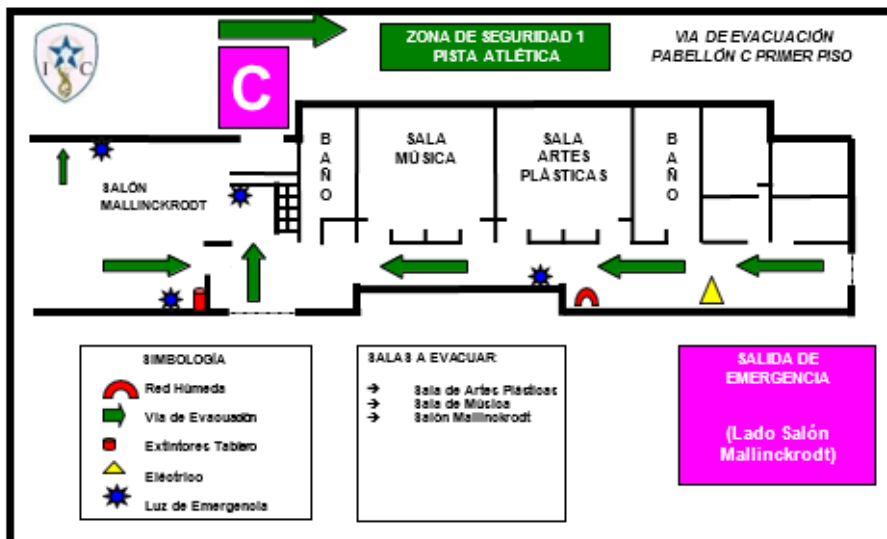 ZONA DE SEGURIDAD 1
PISTA ATLÉTICA
VIA DE EVACUACIÓN
PABELLÓN C PRIMER PISO
I C
C
BAÑO
SALA
MÚSICA
SALA
ARTES
PLÁSTICAS
BAÑO
SALÓN
MALLINCKRODT
SIMBOLOGÍA
Red Húmeda
Vía de Evacuación
Extintores Tablero
Eléctrico
Luz de Emergencia
SALAS A EVACUAR:
→ Sala de Artes Plásticas
→ Sala de Música
→ Salón Mallinckrodt
SALIDA DE
EMERGENCIA
(Lado Salón
Mallinckrodt)